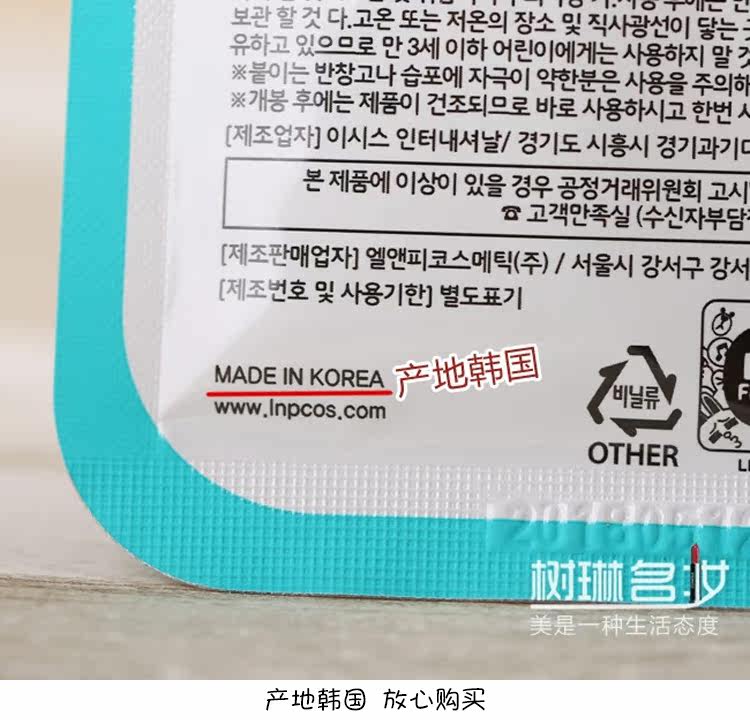 보관 할 것 다.고온 또는 저온의 장소 및 직사광선이 닿는
유하고 있으므로 만 3세 이하 어린이에게는 사용하지 말 것
※붙이는 반창고나 습포에 자극이 약한분은 사용을 주의하
※개봉 후에는 제품이 건조되므로 바로 사용하시고 한번 사
[제조업자] 이시스 인터내셔날/ 경기도 시흥시 경기과기대
본 제품에 이상이 있을 경우 공정거래위원회 고시
☎ 고객만족실 (수신자부담
[제조판매업자] 엘앤피코스메틱(주) / 서울시 강서구 강서
[제조번호 및 사용기한] 별도표기
MADE IN KOREA 产地韩国
www.lnpcos.com
비닐류
OTHER
树琳名妆
美是一种生活态度
产地韩国 放心购买